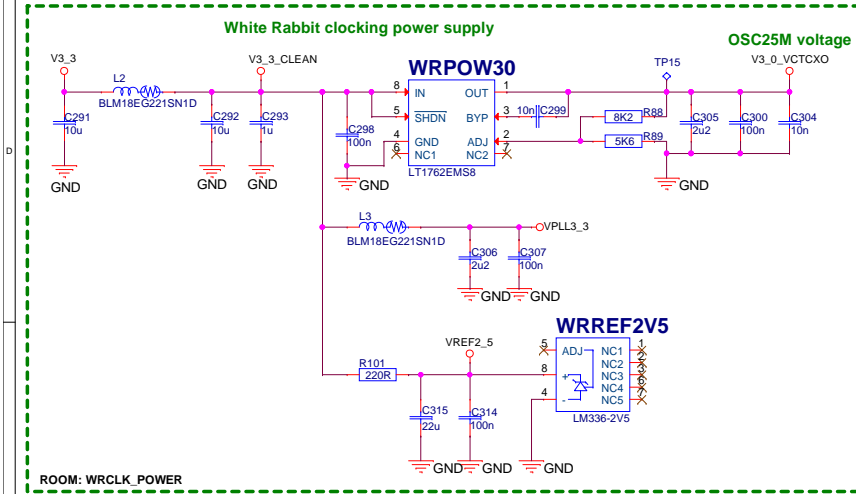 White Rabbit clocking power supply
OSC25M voltage
V3_3
V3_3_CLEAN
WRPOW30
TP15
V3_0_VCTCXO
L2
BLM18EG221SN1D
C291
10u
C292
10u
C293
1u
C298
100n
8 IN OUT 1
5 SHDN BYP 3
4 GND ADJ 2
6 NC1 NC2 7
LT1762EMS8
10n C299
8K2 R88
5K6 R89
C305
2u2
C300
100n
C304
10n
GND
GND
GND
GND
L3
BLM18EG221SN1D
VPLL3_3
C306
2u2
C307
100n
GND
GND
WRREF2V5
VREF2_5
R101
220R
5 ADJ NC1 1
NC2 2
8 + NC3 3
NC4 6
4 - NC5 7
LM336-2V5
C315
22u
C314
100n
GND
GND
GND
ROOM: WRCLK_POWER
D